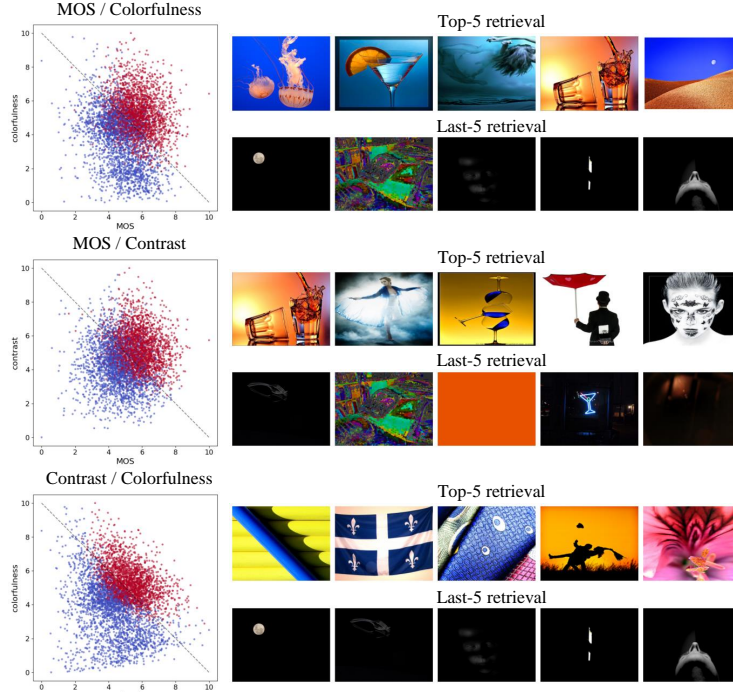 MOS / Colorfulness
10
8
6
4
2
0
colorfulness
0 2 4 6 8 10
MOS
Top-5 retrieval
Last-5 retrieval
MOS / Contrast
10
8
6
4
2
0
contrast
0 2 4 6 8 10
MOS
Top-5 retrieval
Last-5 retrieval
Contrast / Colorfulness
10
8
6
4
2
0
colorfulness
0 2 4 6 8 10
Top-5 retrieval
Last-5 retrieval